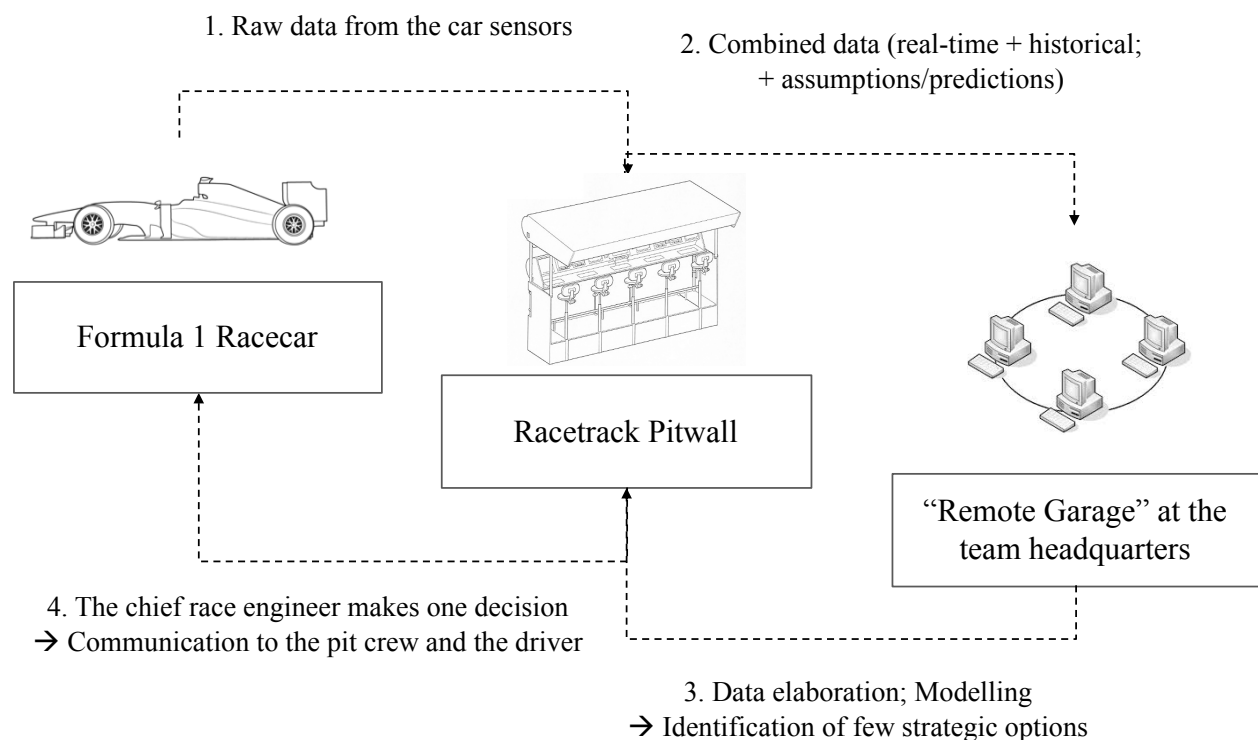 1. Raw data from the car sensors
2. Combined data (real-time + historical;
+ assumptions/predictions)
Formula 1 Racecar
Racetrack Pitwall
“Remote Garage” at the
team headquarters
4. The chief race engineer makes one decision
→ Communication to the pit crew and the driver
3. Data elaboration; Modelling
→ Identification of few strategic options